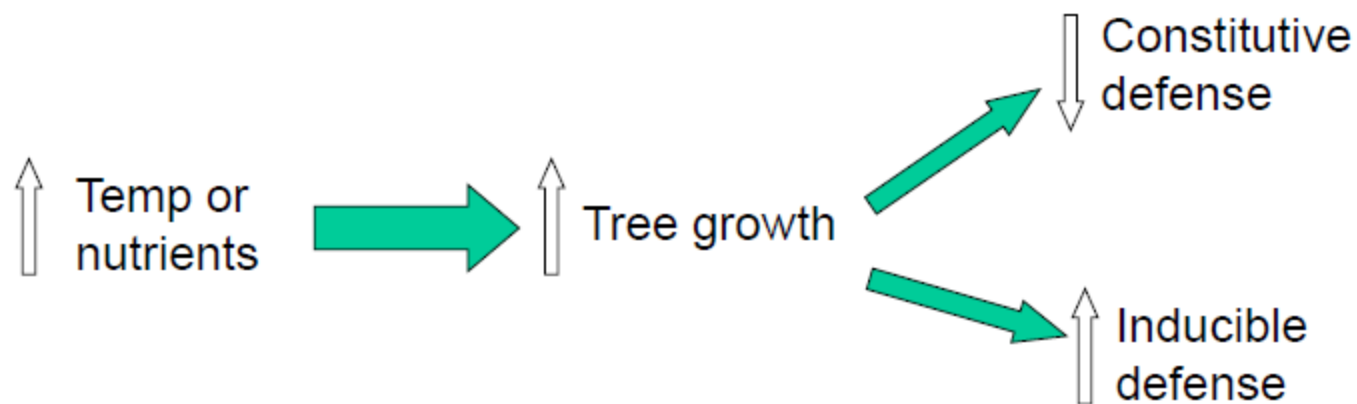 Temp or
nutrients
Tree growth
Constitutive
defense
Inducible
defense